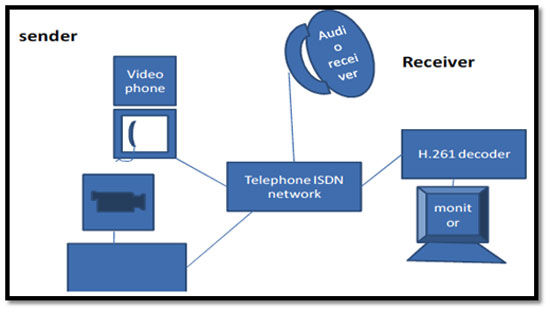 sender
Video
phone
Audi
o recei
ver
Receiver
H.261 decoder
Telephone ISDN
network
monit
or